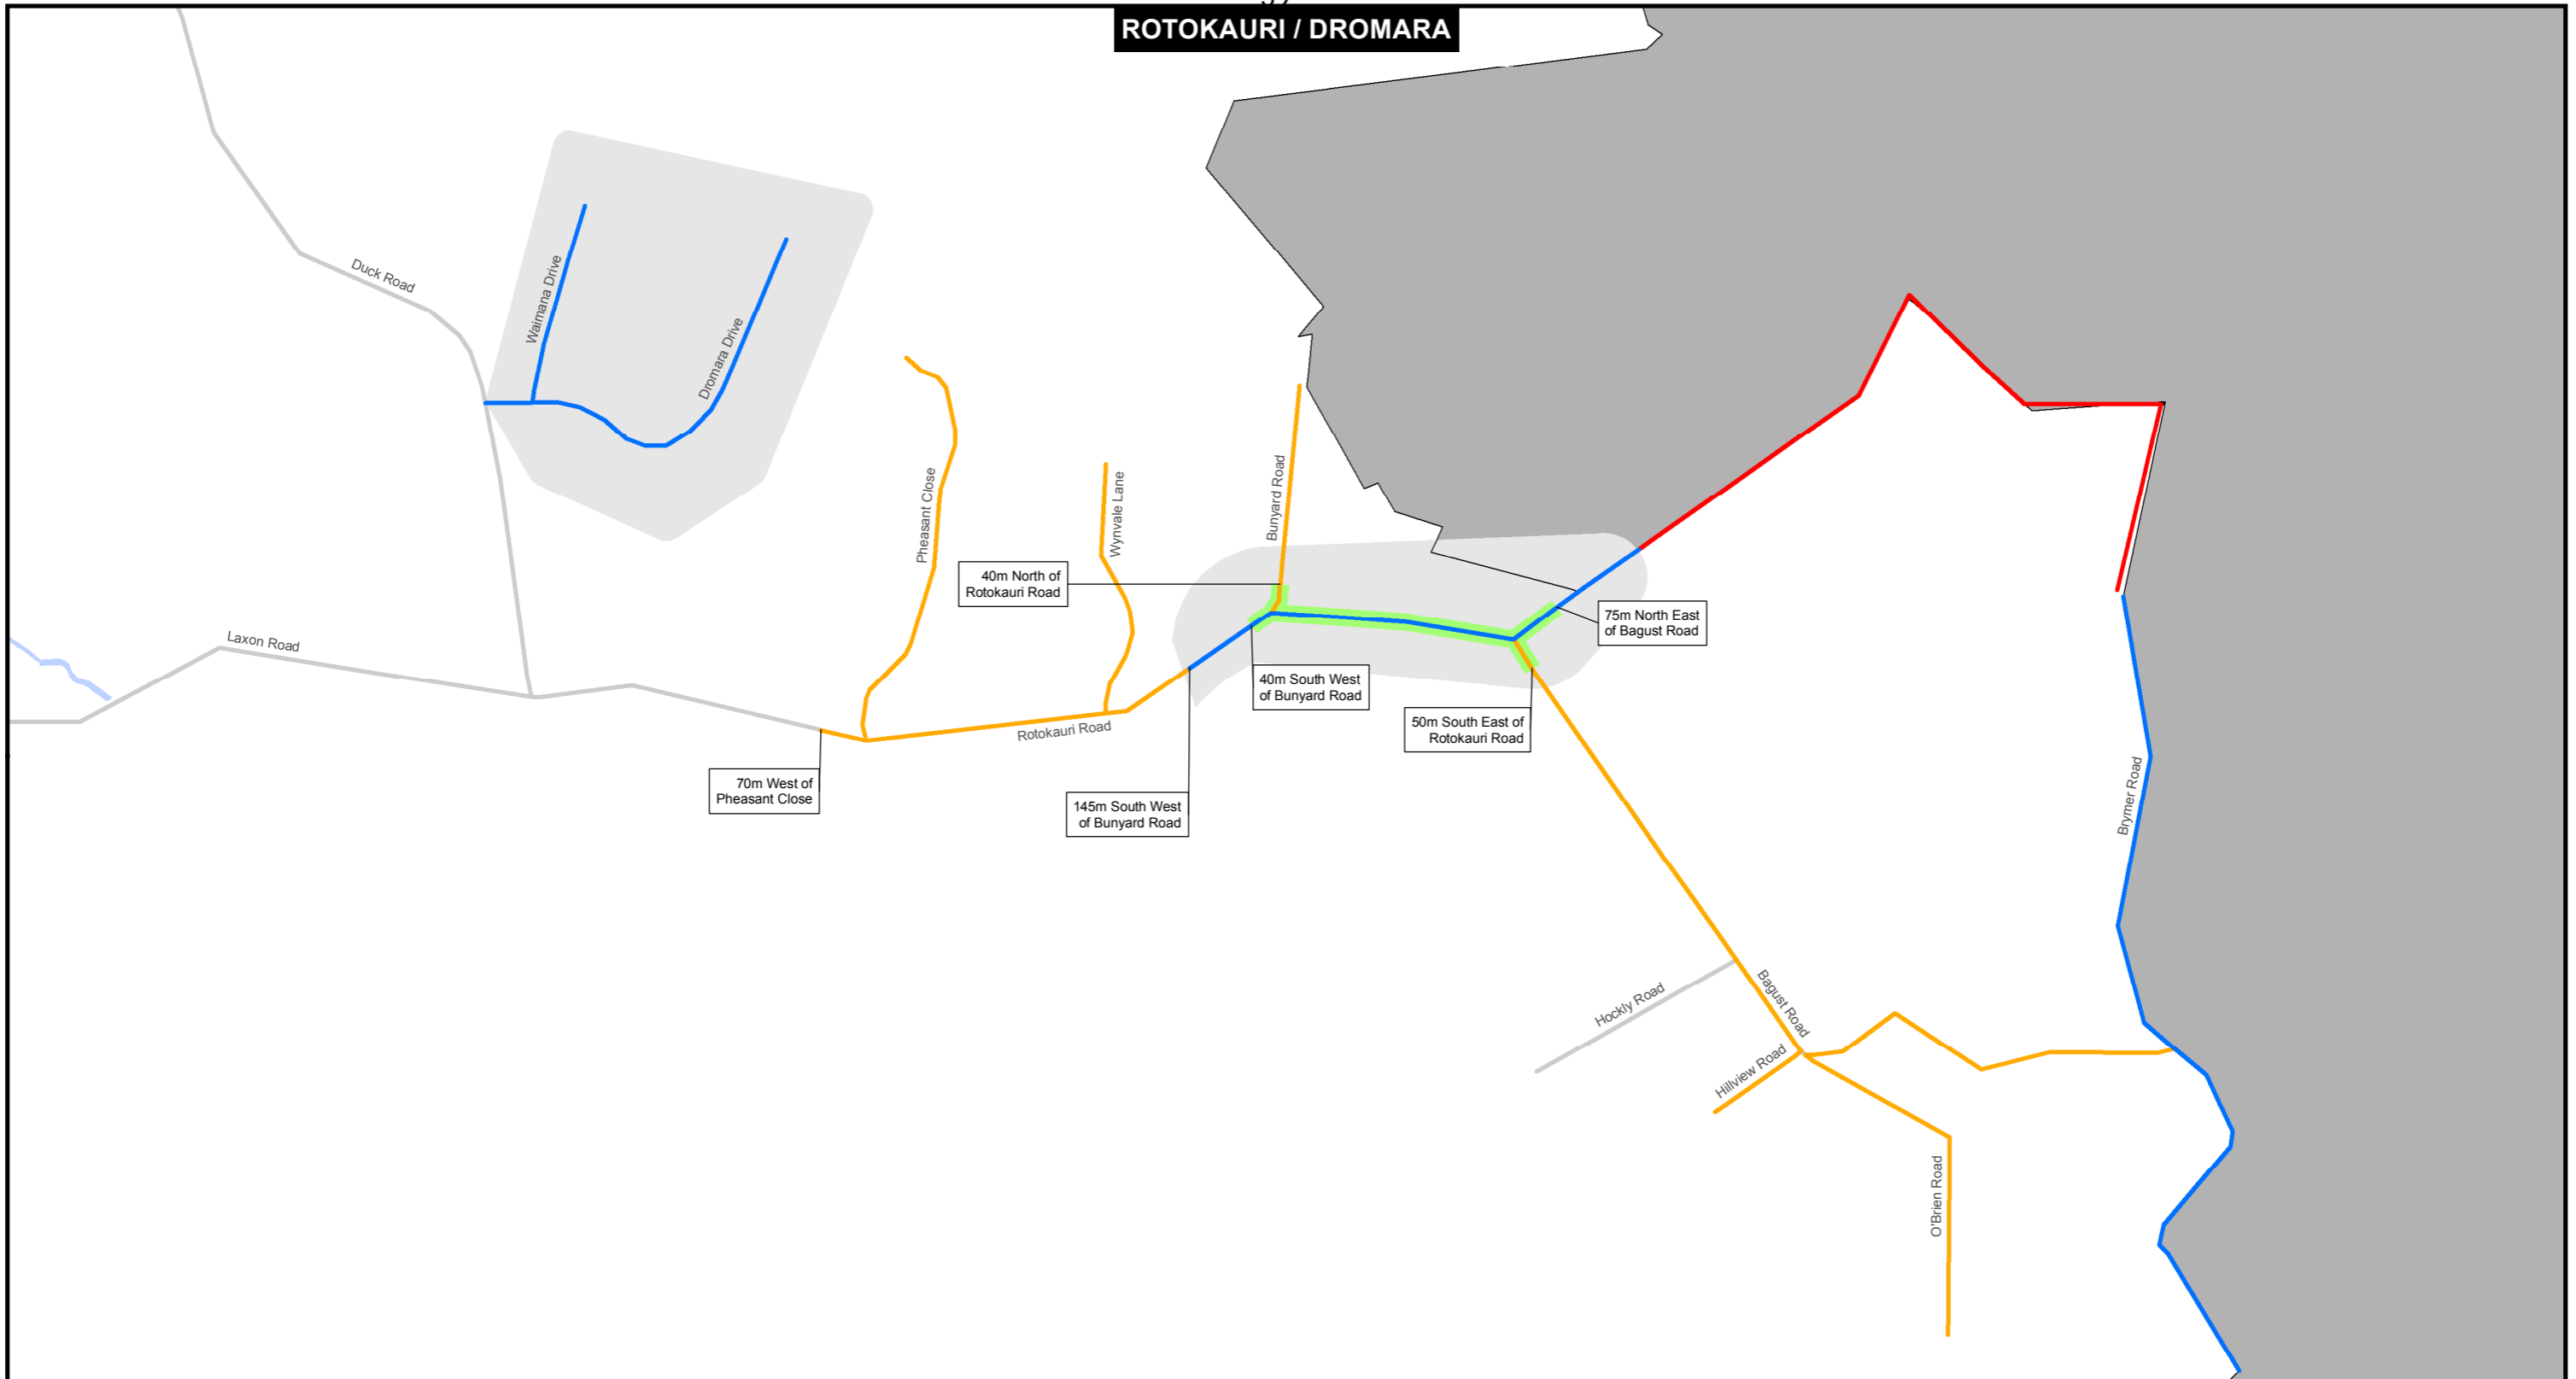 ROTOKAURI / DROMARA
Duck Road
Waimana Drive
Dromara Drive
Pheasant Close
Wynvale Lane
Bunyard Road
40m North of
Rotokauri Road
75m North East
of Bagust Road
Laxon Road
40m South West
of Bunyard Road
Rotokauri Road
50m South East of
Rotokauri Road
70m West of
Pheasant Close
145m South West
of Bunyard Road
Brymer Road
Hockly Road
Bagust Road
Hillview Road
O'Brien Road